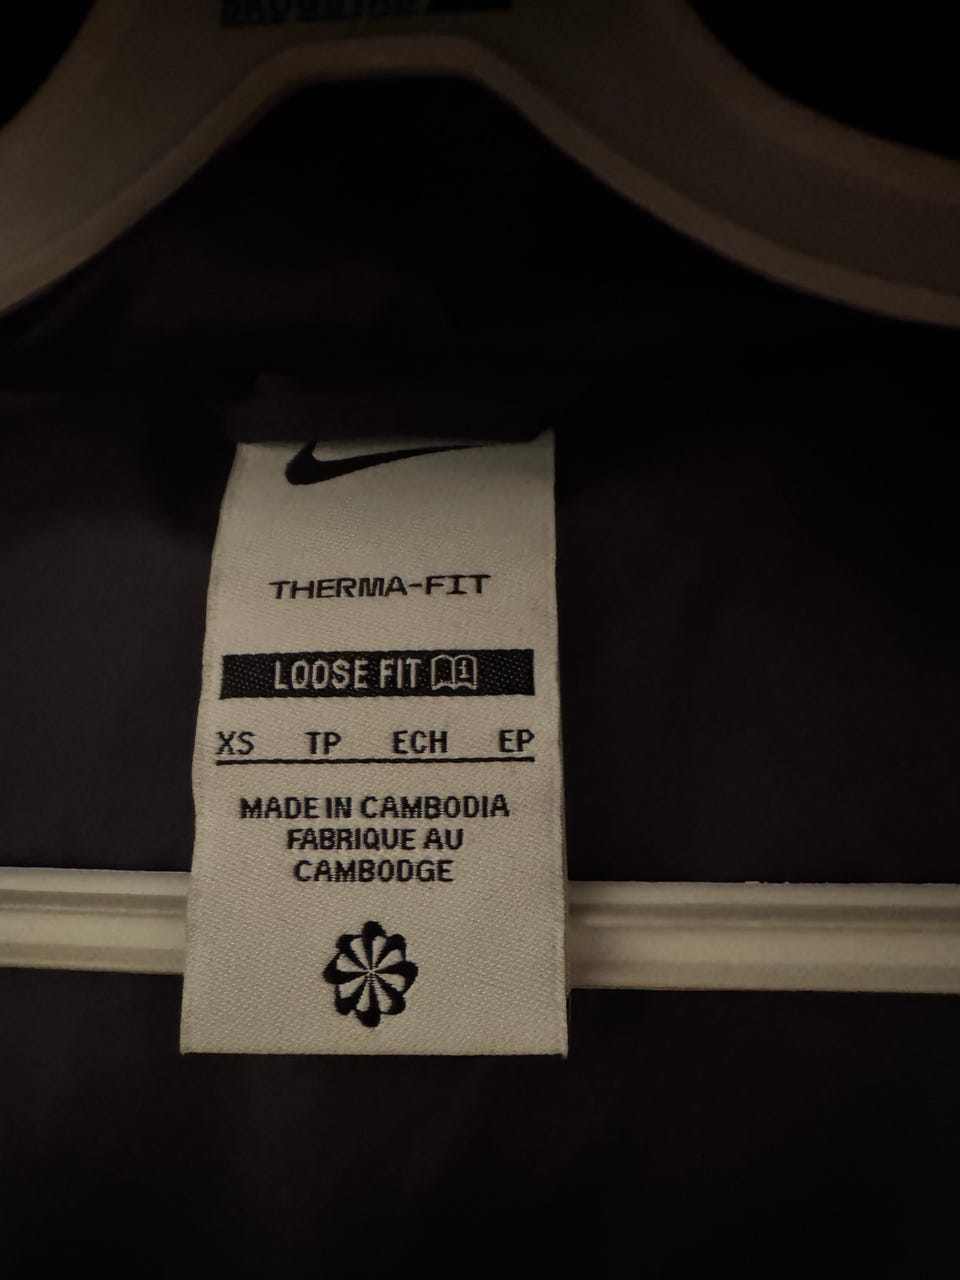 THERMA-FIT
LOOSE FIT
XS TP ECH EP
MADE IN CAMBODIA
FABRIQUE AU
CAMBODGE